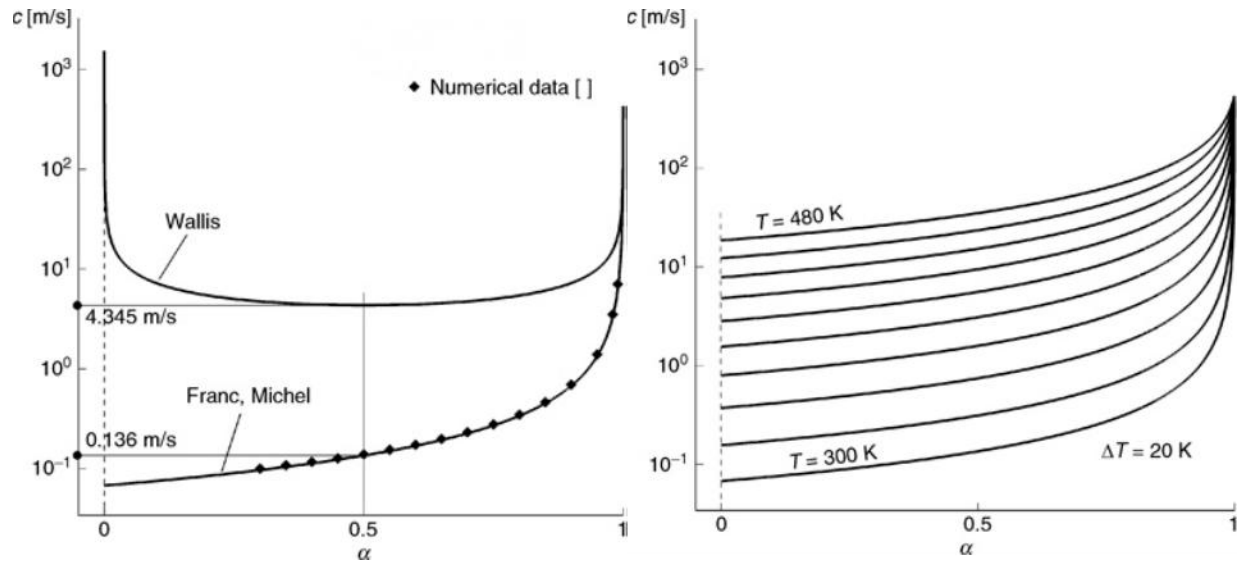 c [m/s]
10³
10²
10¹
10⁰
10⁻¹
◆ Numerical data [ ]
Wallis
4.345 m/s
Franc, Michel
0.136 m/s
0
0.5
1
α
c [m/s]
10³
10²
10¹
10⁰
10⁻¹
T = 480 K
T = 300 K
ΔT = 20 K
0
0.5
1
α